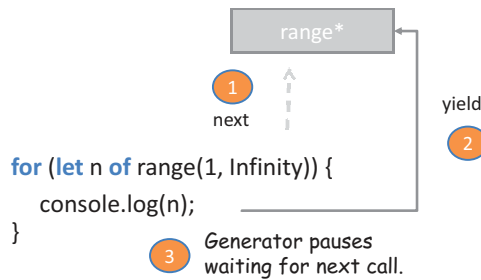 range*
1
next
yield
2
for (let n of range(1, Infinity)) {
console.log(n);
}
3
Generator pauses
waiting for next call.